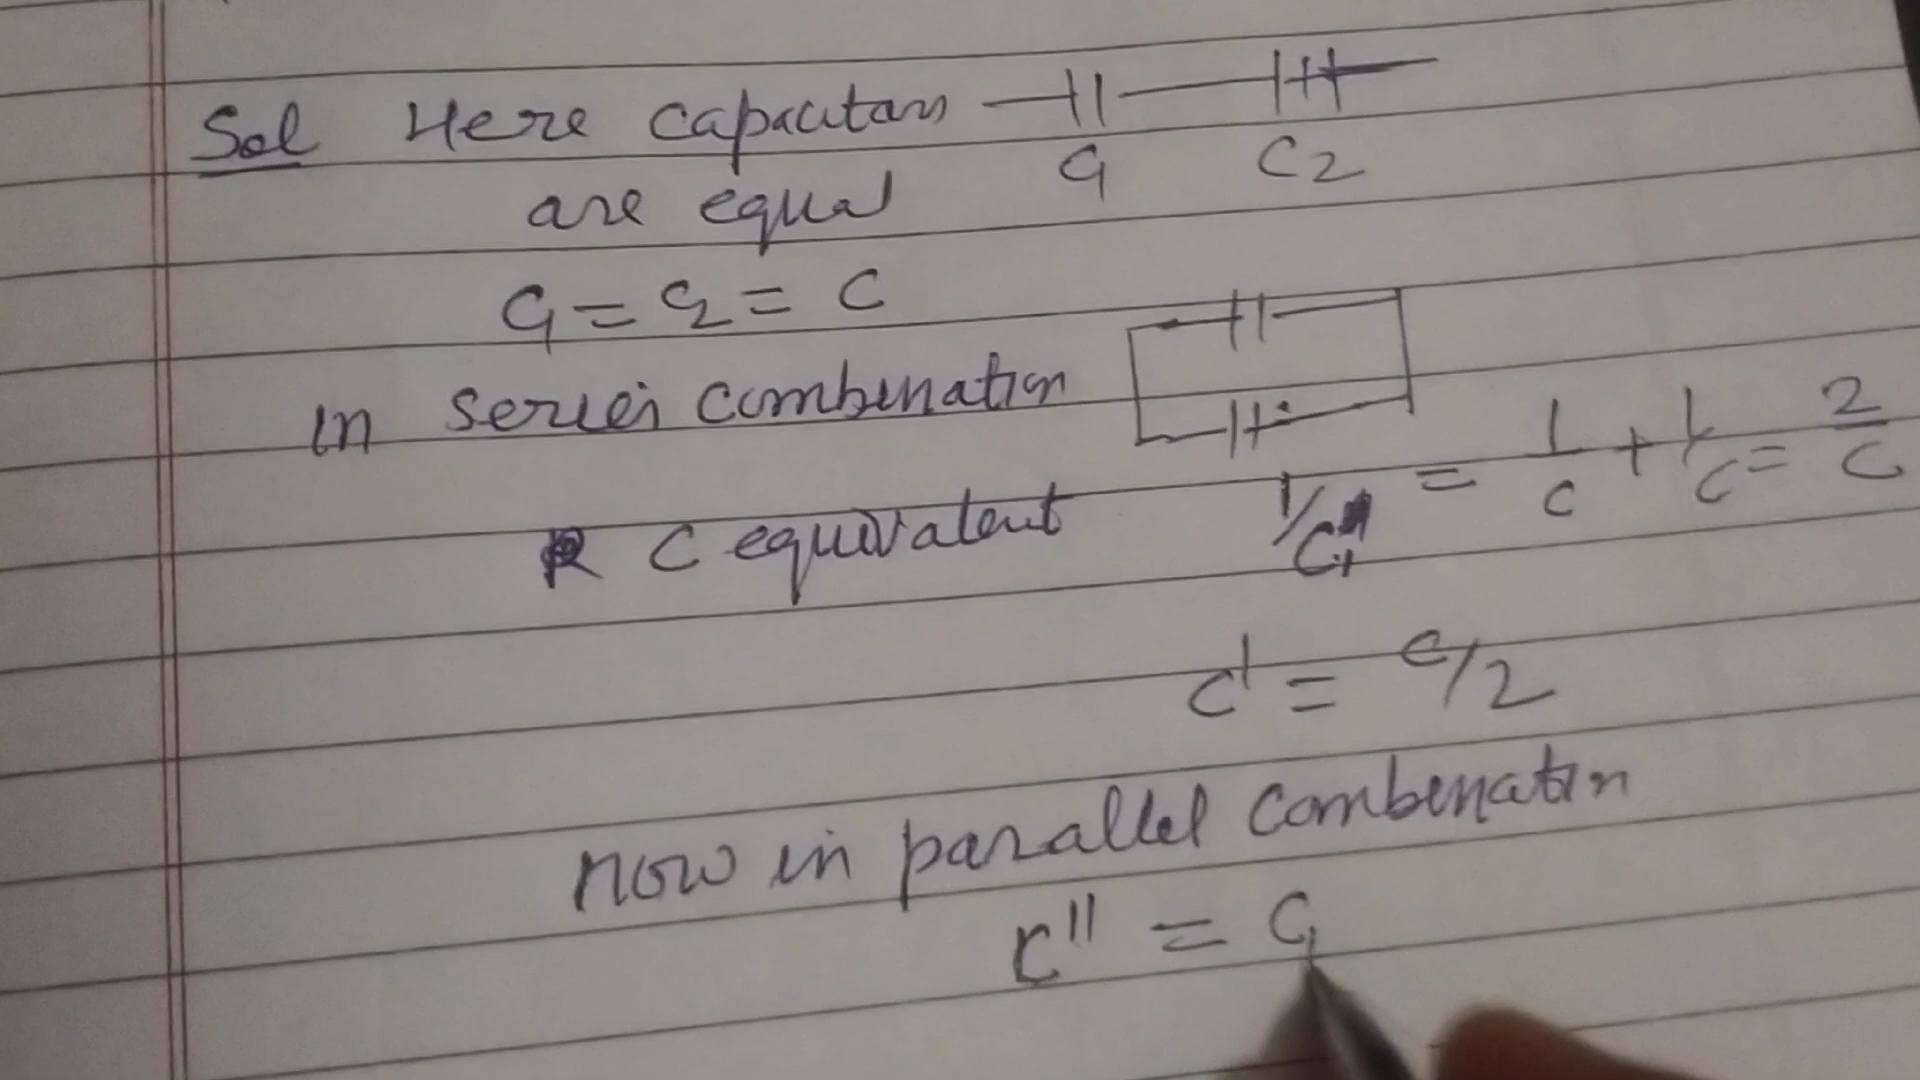 Sol Here capacitors
C1 C2
are equal
C1 = C2 = C
in series combination
C equivalent 1/C' = 1/C + 1/C = 2/C
C' = C/2
Now in parallel combination
C'' = C1